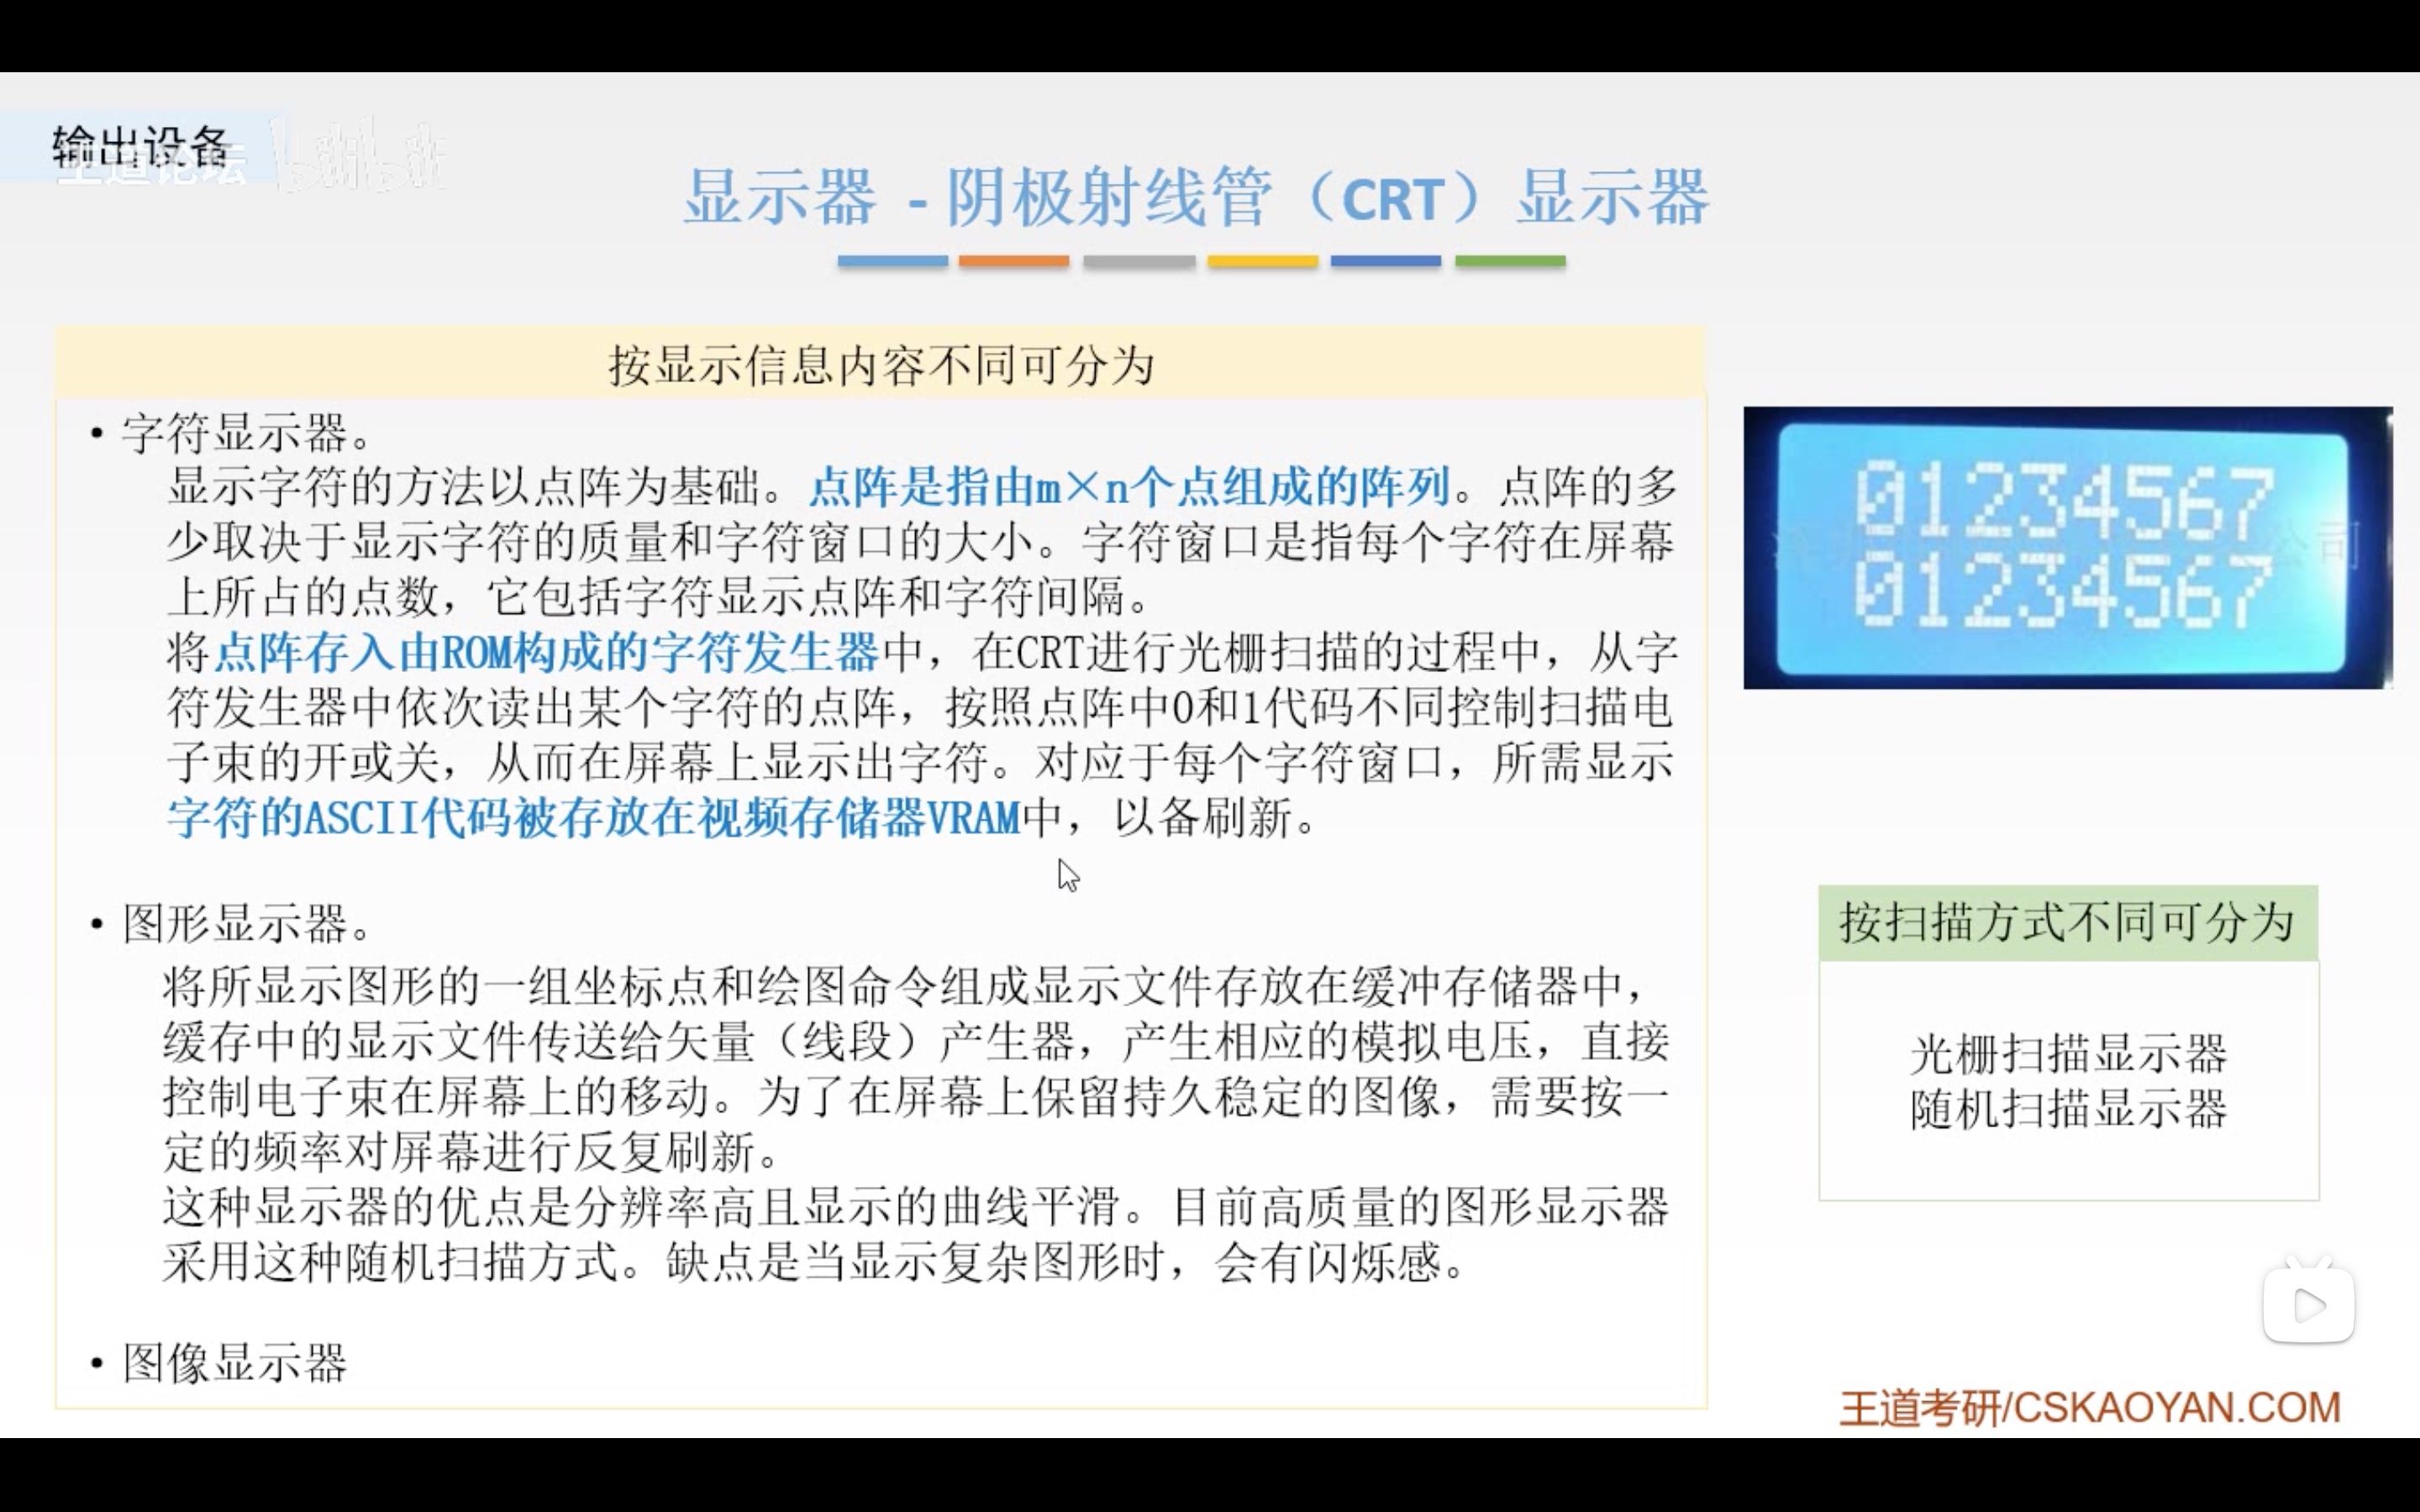 输出设备
王道论坛 bilibili
显示器 - 阴极射线管（CRT）显示器
按显示信息内容不同可分为
• 字符显示器。
显示字符的方法以点阵为基础。点阵是指由m×n个点组成的阵列。点阵的多
少取决于显示字符的质量和字符窗口的大小。字符窗口是指每个字符在屏幕
上所占的点数，它包括字符显示点阵和字符间隔。
将点阵存入由ROM构成的字符发生器中，在CRT进行光栅扫描的过程中，从字
符发生器中依次读出某个字符的点阵，按照点阵中0和1代码不同控制扫描电
子束的开或关，从而在屏幕上显示出字符。对应于每个字符窗口，所需显示
字符的ASCII代码被存放在视频存储器VRAM中，以备刷新。
• 图形显示器。
将所显示图形的一组坐标点和绘图命令组成显示文件存放在缓冲存储器中，
缓存中的显示文件传送给矢量（线段）产生器，产生相应的模拟电压，直接
控制电子束在屏幕上的移动。为了在屏幕上保留持久稳定的图像，需要按一
定的频率对屏幕进行反复刷新。
这种显示器的优点是分辨率高且显示的曲线平滑。目前高质量的图形显示器
采用这种随机扫描方式。缺点是当显示复杂图形时，会有闪烁感。
• 图像显示器
01234567
01234567
公司
按扫描方式不同可分为
光栅扫描显示器
随机扫描显示器
王道考研/CSKAOYAN.COM